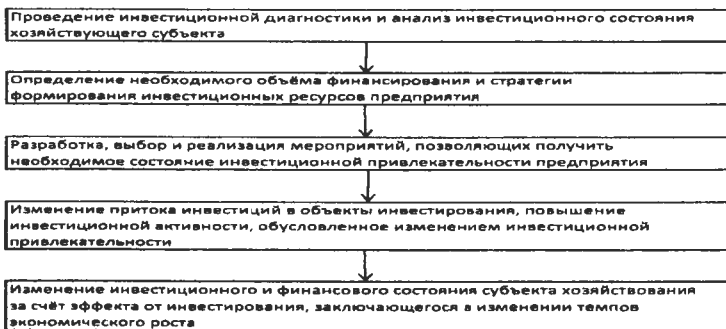 Проведение инвестиционной диагностики и анализ инвестиционного состояния
хозяйствующего субъекта
Определение необходимого объёма финансирования и стратегии
формирования инвестиционных ресурсов предприятия
Разработка, выбор и реализация мероприятий, позволяющих получить
необходимое состояние инвестиционной привлекательности предприятия
Изменение притока инвестиций в объекты инвестирования, повышение
инвестиционной активности, обусловленное изменением инвестиционной
привлекательности
Изменение инвестиционного и финансового состояния субъекта хозяйствования
за счёт эффекта от инвестирования, заключающегося в изменении темпов
экономического роста